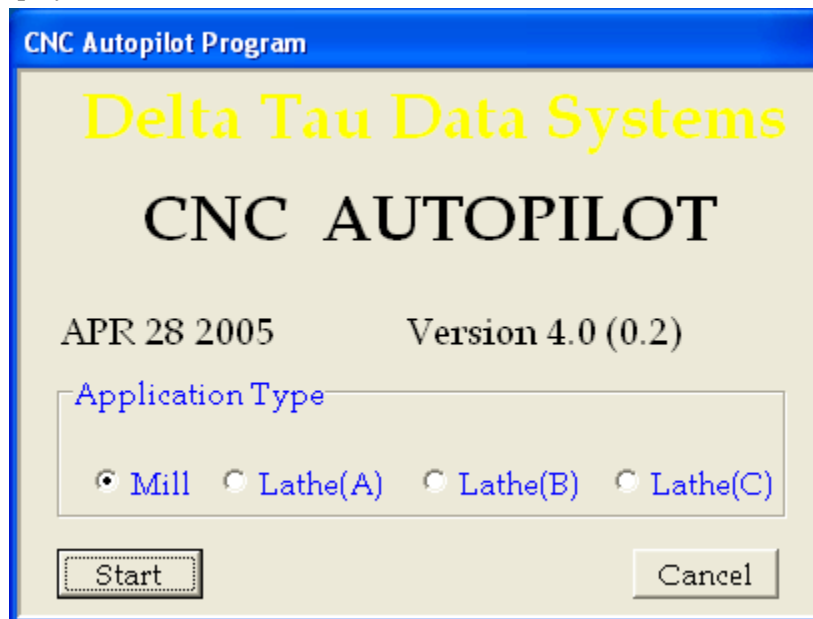 CNC Autopilot Program
Delta Tau Data Systems
CNC AUTOPILOT
APR 28 2005 Version 4.0 (0.2)
Application Type
Mill Lathe(A) Lathe(B) Lathe(C)
Start Cancel